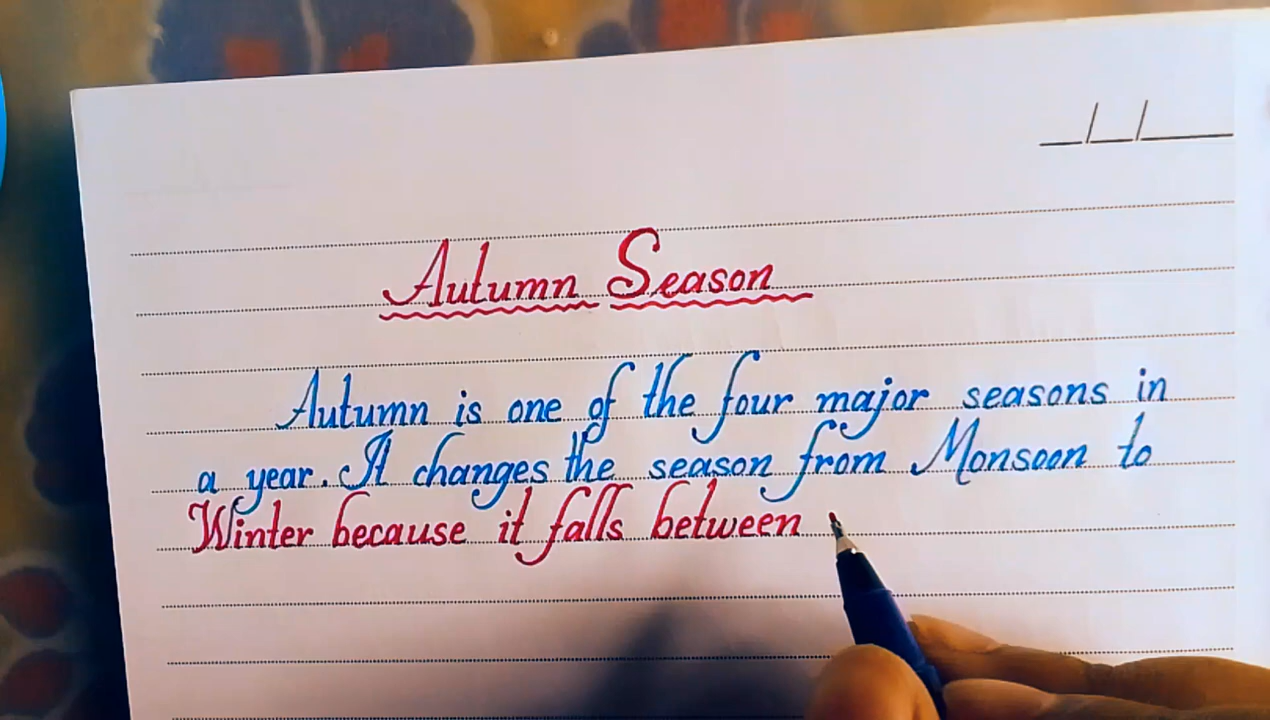 Autumn Season
Autumn is one of the four major seasons in
a year. It changes the season from Monsoon to
Winter because it falls between